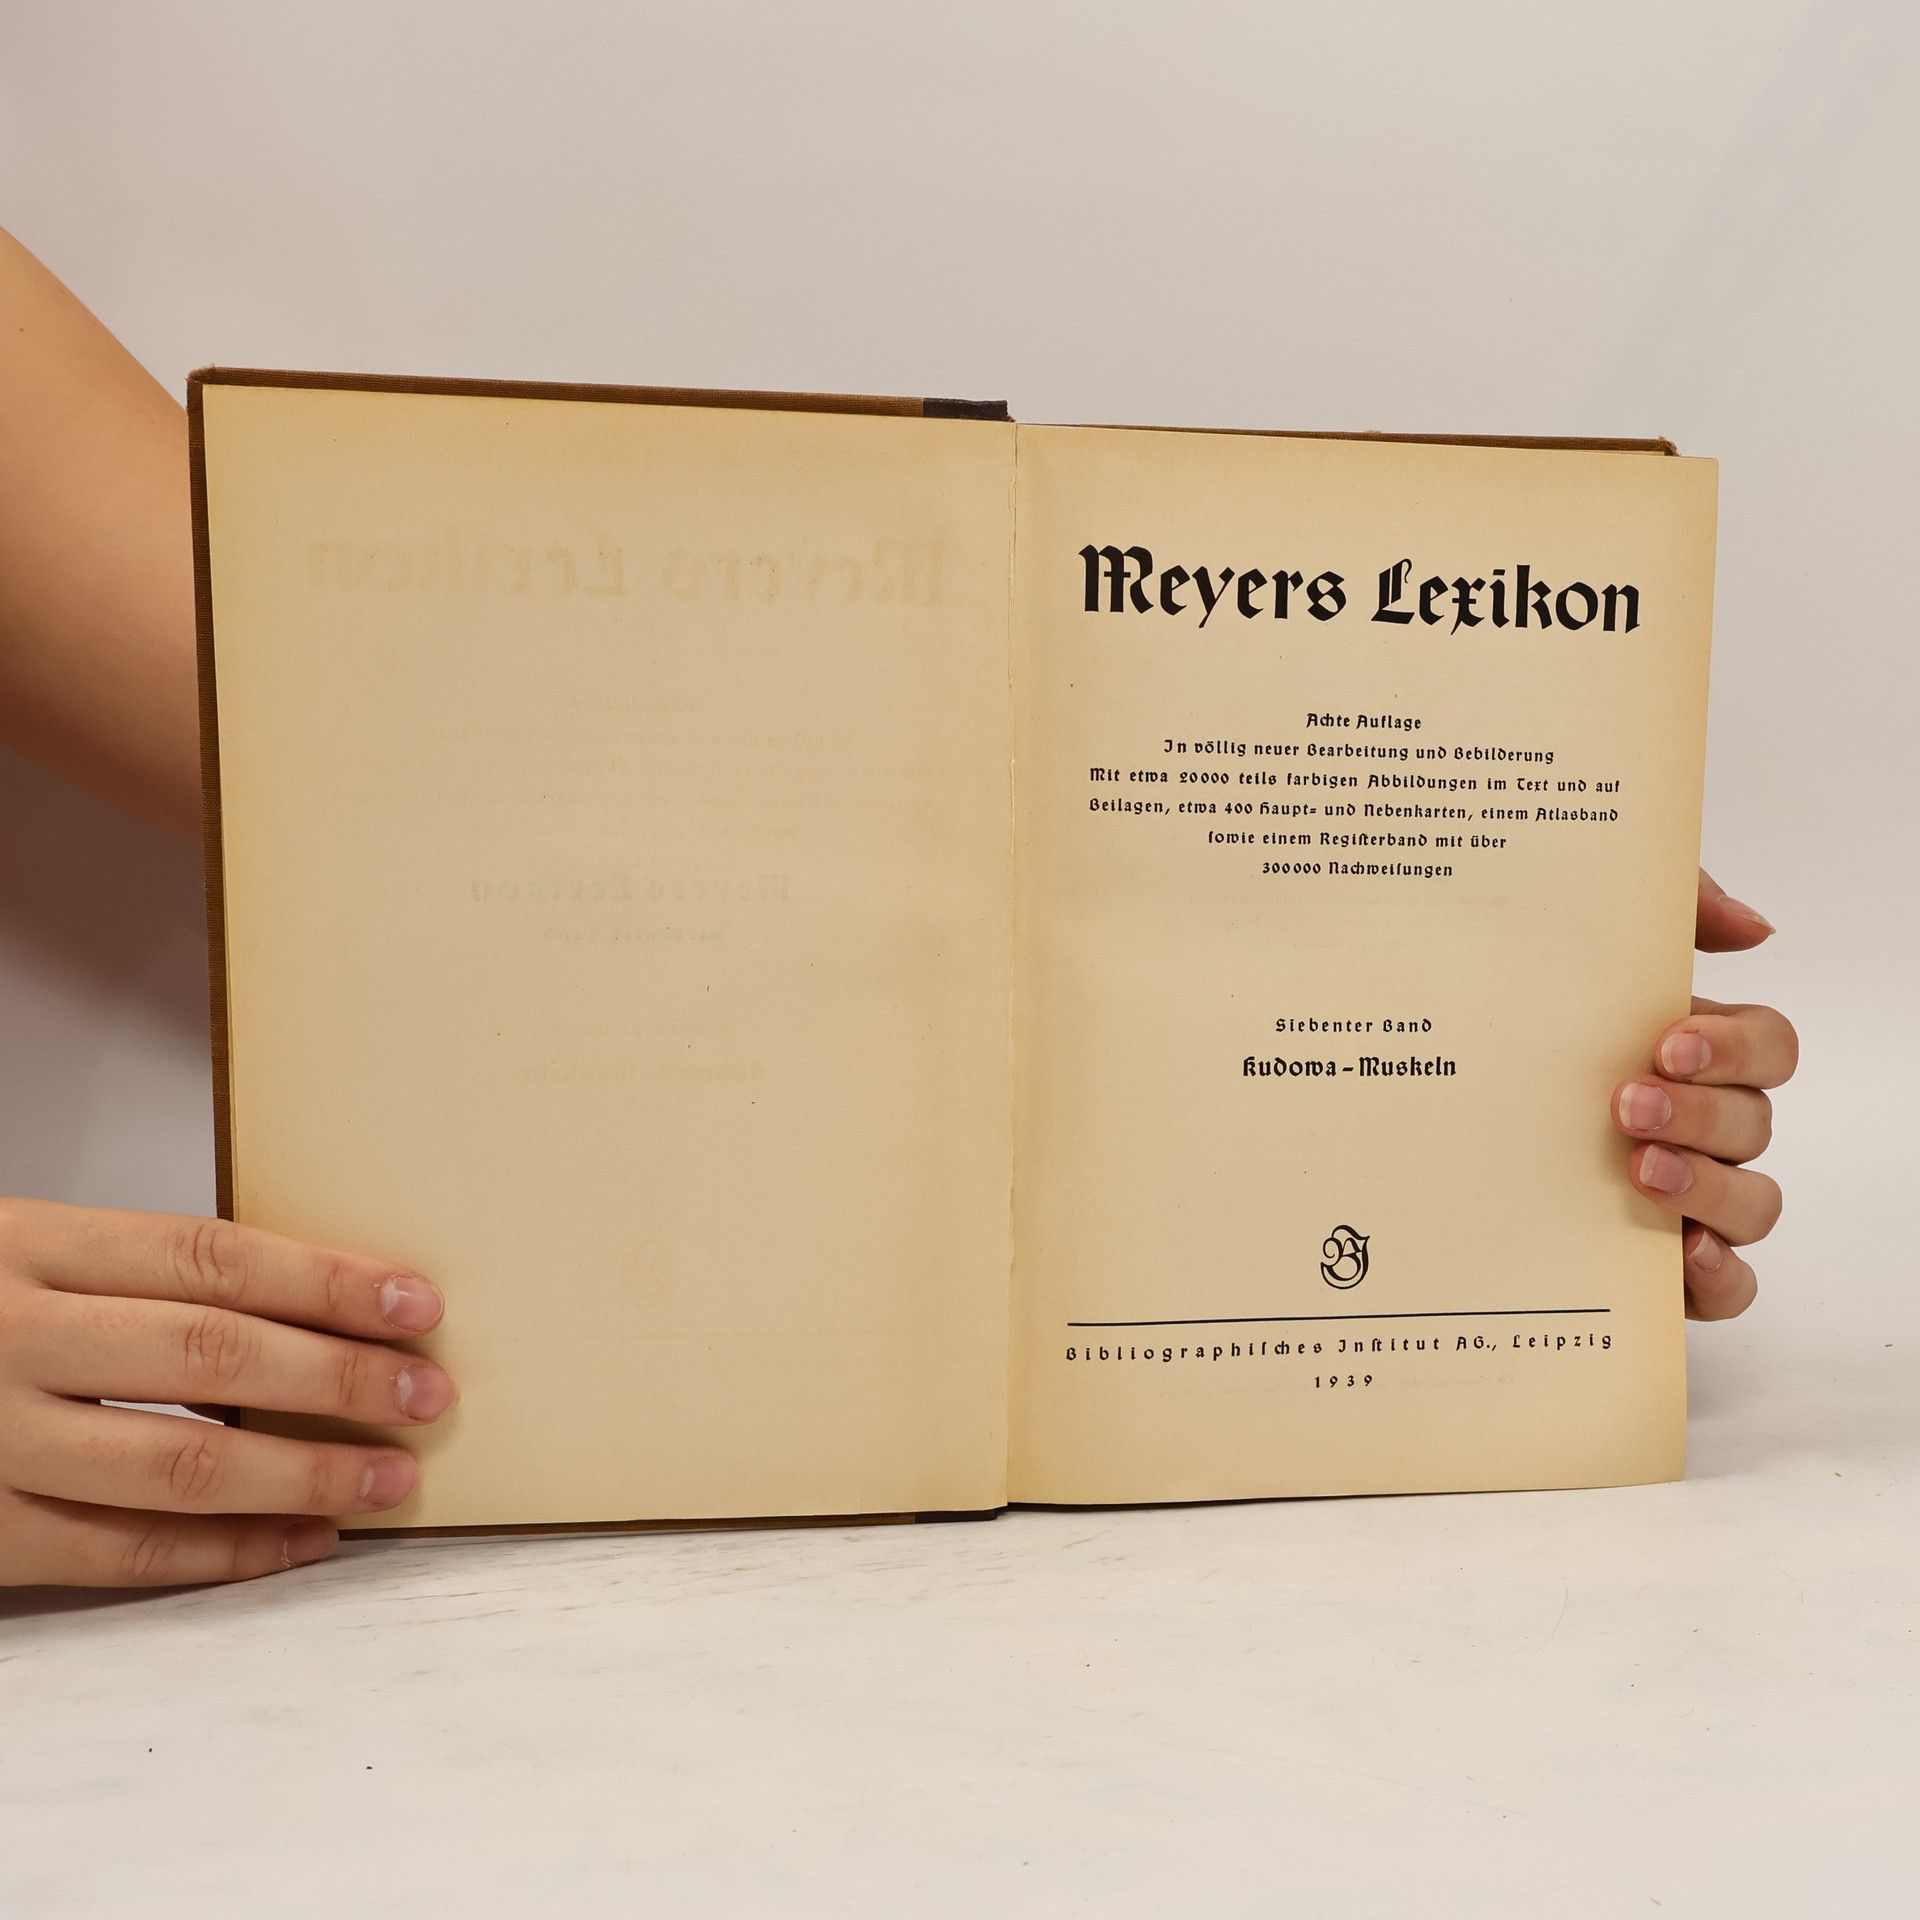 Meyers Lexikon
Achte Auflage
In völlig neuer Bearbeitung und Bebilderung
Mit etwa 20000 teils farbigen Abbildungen im Text und auf
Beilagen, etwa 400 Haupt= und Nebenkarten, einem Atlasband
ſowie einem Regiſterband mit über
300000 Nachweiſungen
Siebenter Band
Kudowa – Muskeln
BI
Bibliographiſches Inſtitut AG., Leipzig
1939